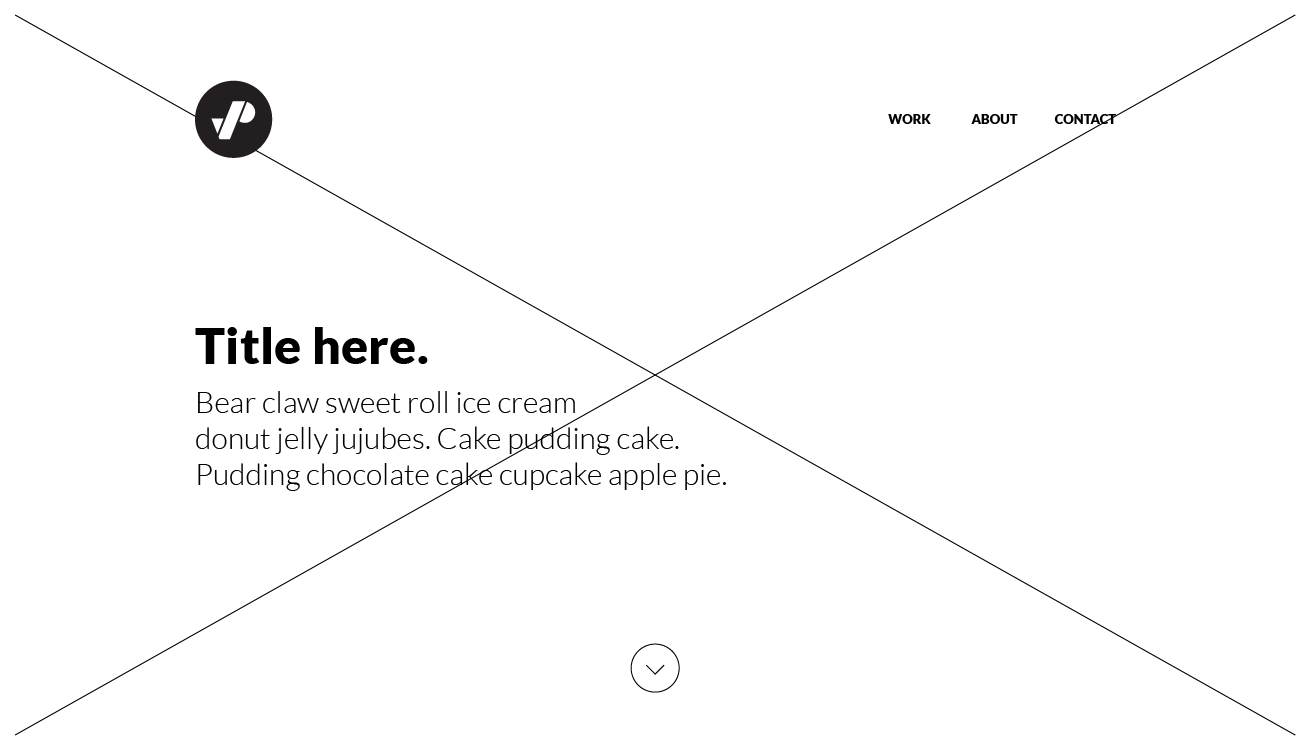 WORK ABOUT CONTACT
Title here.
Bear claw sweet roll ice cream
donut jelly jujubes. Cake pudding cake.
Pudding chocolate cake cupcake apple pie.